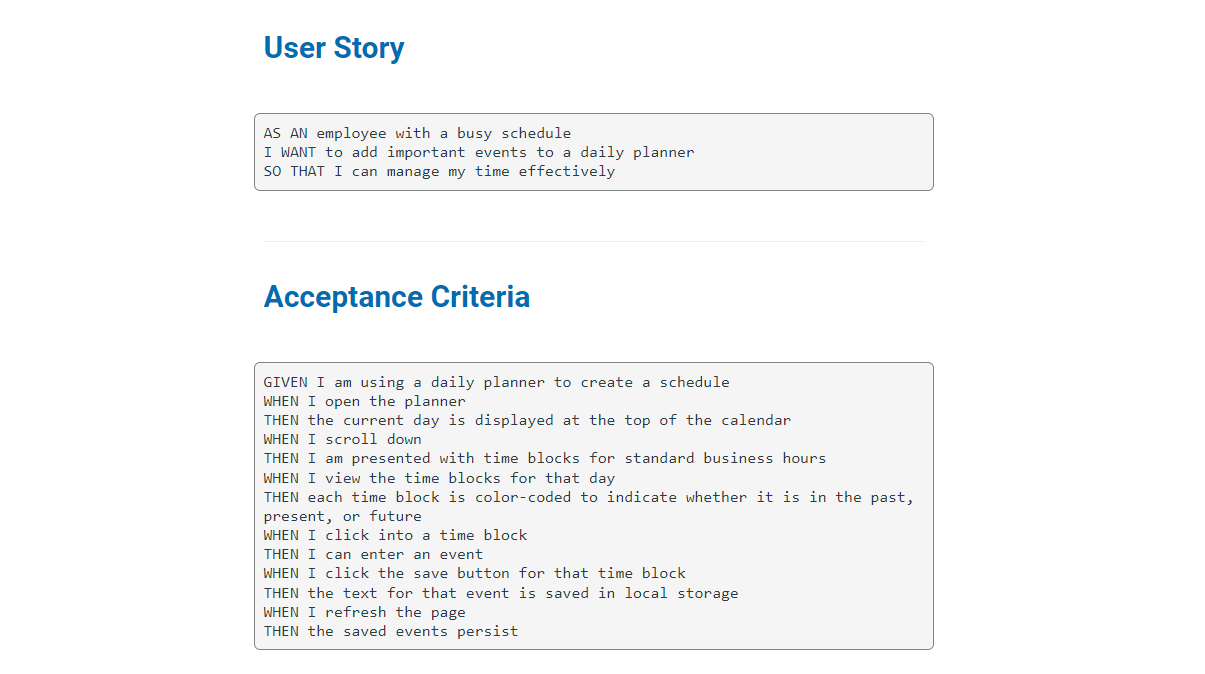 User Story
AS AN employee with a busy schedule
I WANT to add important events to a daily planner
SO THAT I can manage my time effectively
Acceptance Criteria
GIVEN I am using a daily planner to create a schedule
WHEN I open the planner
THEN the current day is displayed at the top of the calendar
WHEN I scroll down
THEN I am presented with time blocks for standard business hours
WHEN I view the time blocks for that day
THEN each time block is color-coded to indicate whether it is in the past,
present, or future
WHEN I click into a time block
THEN I can enter an event
WHEN I click the save button for that time block
THEN the text for that event is saved in local storage
WHEN I refresh the page
THEN the saved events persist